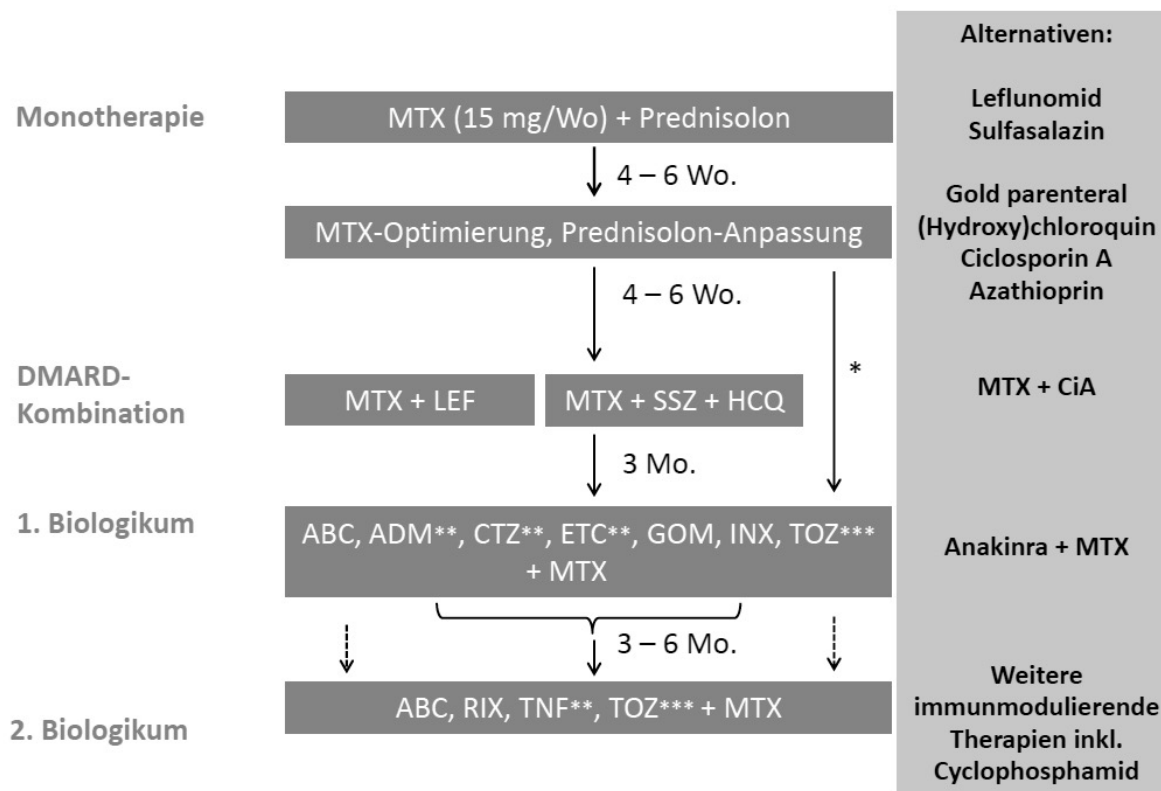 Alternativen:
Monotherapie
MTX (15 mg/Wo) + Prednisolon
Leflunomid
Sulfasalazin
4 – 6 Wo.
MTX-Optimierung, Prednisolon-Anpassung
Gold parenteral
(Hydroxy)chloroquin
Ciclosporin A
Azathioprin
4 – 6 Wo.
*
DMARD-
Kombination
MTX + LEF
MTX + SSZ + HCQ
MTX + CiA
3 Mo.
1. Biologikum
ABC, ADM**, CTZ**, ETC**, GOM, INX, TOZ***
+ MTX
Anakinra + MTX
3 – 6 Mo.
2. Biologikum
ABC, RIX, TNF**, TOZ*** + MTX
Weitere
immunmodulierende
Therapien inkl.
Cyclophosphamid